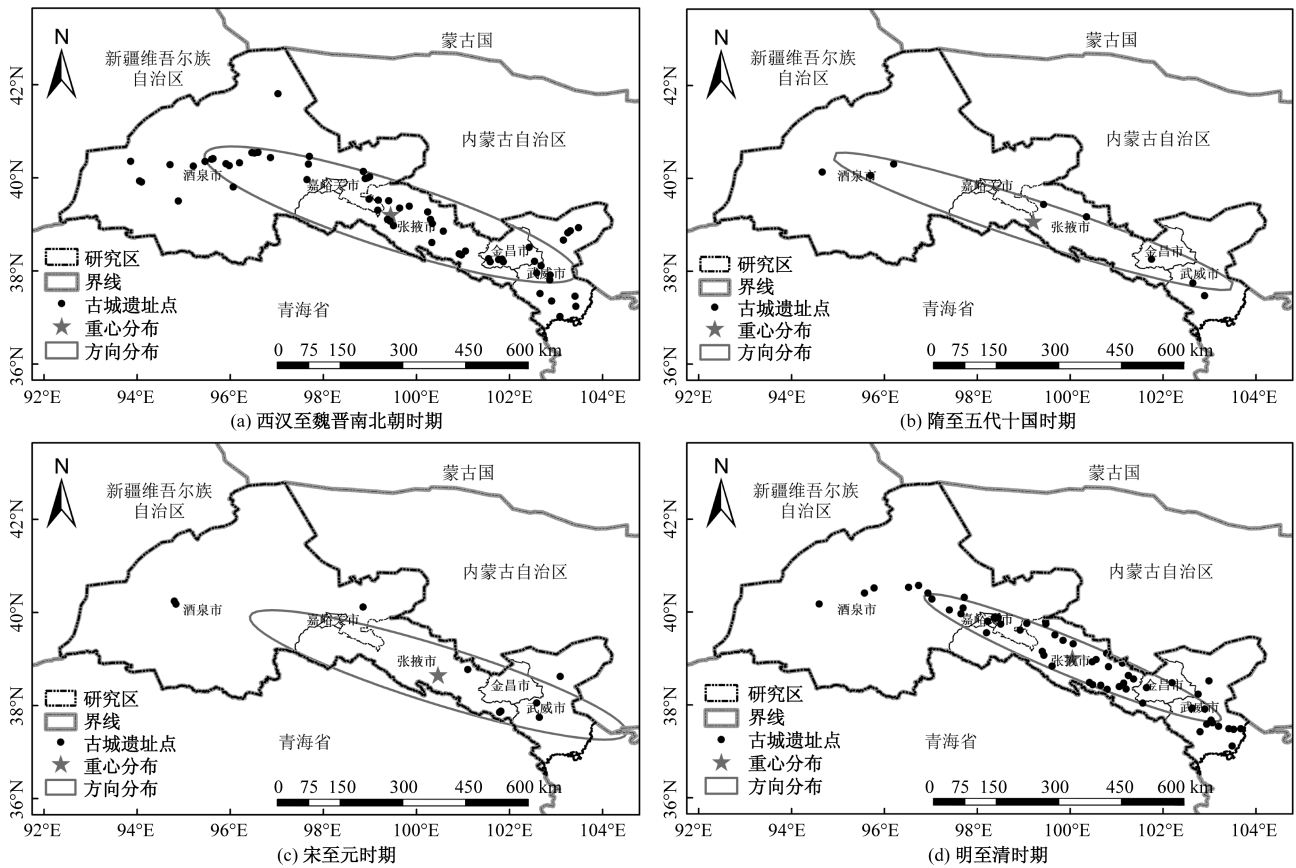 N
新疆维吾尔族
自治区
蒙古国
内蒙古自治区
42°N
40°N
38°N
36°N
酒泉市
嘉峪关市
张掖市
金昌市
武威市
青海省
研究区
界线
古城遗址点
重心分布
方向分布
0 75 150 300 450 600 km
92°E 94°E 96°E 98°E 100°E 102°E 104°E
(a) 西汉至魏晋南北朝时期
N
新疆维吾尔族
自治区
蒙古国
内蒙古自治区
42°N
40°N
38°N
36°N
酒泉市
嘉峪关市
张掖市
金昌市
武威市
青海省
研究区
界线
古城遗址点
重心分布
方向分布
0 75 150 300 450 600 km
92°E 94°E 96°E 98°E 100°E 102°E 104°E
(b) 隋至五代十国时期
N
新疆维吾尔族
自治区
蒙古国
内蒙古自治区
42°N
40°N
38°N
36°N
酒泉市
嘉峪关市
张掖市
金昌市
武威市
青海省
研究区
界线
古城遗址点
重心分布
方向分布
0 75 150 300 450 600 km
92°E 94°E 96°E 98°E 100°E 102°E 104°E
(c) 宋至元时期
N
新疆维吾尔族
自治区
蒙古国
内蒙古自治区
42°N
40°N
38°N
36°N
酒泉市
嘉峪关市
张掖市
金昌市
武威市
青海省
研究区
界线
古城遗址点
重心分布
方向分布
0 75 150 300 450 600 km
92°E 94°E 96°E 98°E 100°E 102°E 104°E
(d) 明至清时期